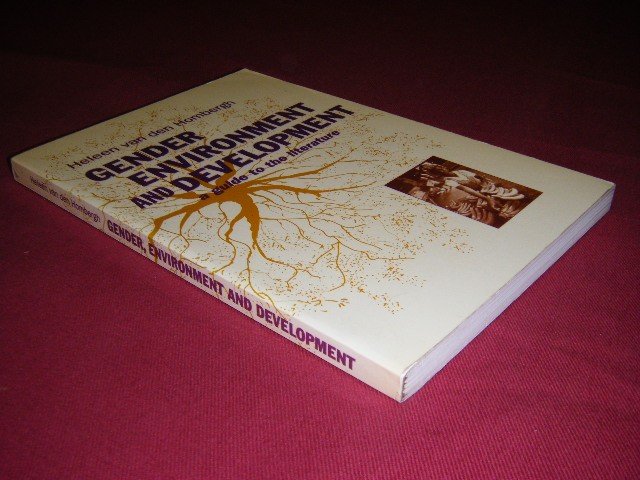 Heleen van den Hombergh
GENDER
ENVIRONMENT
AND DEVELOPMENT
a guide to the literature
Heleen van den Hombergh GENDER, ENVIRONMENT AND DEVELOPMENT